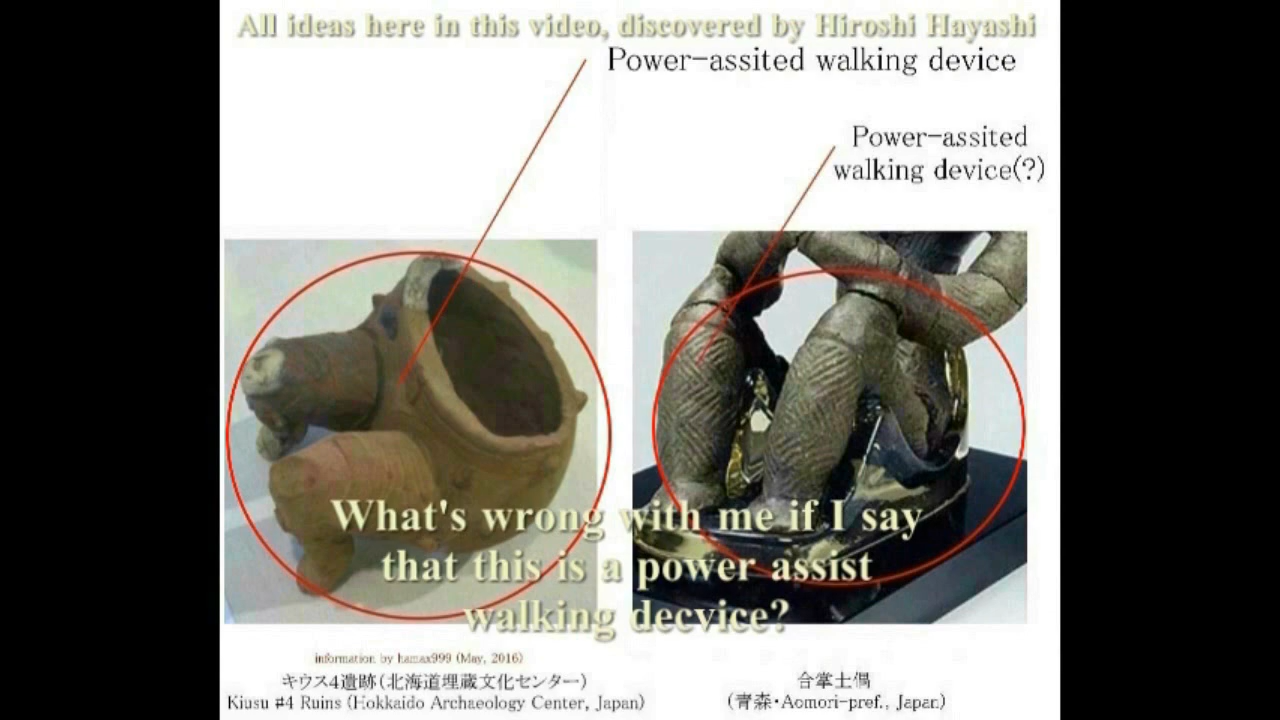 All ideas here in this video, discovered by Hiroshi Hayashi
Power-assited walking device
Power-assited
walking device(?)
What's wrong with me if I say
that this is a power assist
walking decvice?
information by hamax999 (May, 2016)
キウス4遺跡(北海道埋蔵文化センター)
Kiusu #4 Ruins (Hokkaido Archaeology Center, Japan)
合掌土偶
(青森・Aomori-pref., Japan)